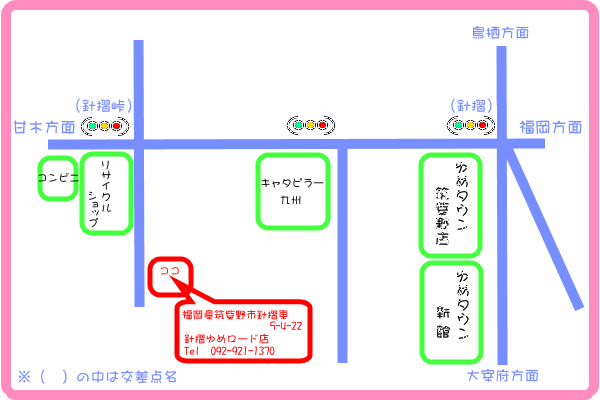 鳥栖方面
(針摺峠)
(針摺)
甘木方面
福岡方面
コンビニ
リサイクル
ショップ
キャタピラー
九州
ゆめタウン
筑紫野店
ゆめタウン
新館
ココ
福岡県筑紫野市針摺東
5-4-22
針摺ゆめロード店
Tel 092-921-1370
※( )の中は交差点名
大宰府方面